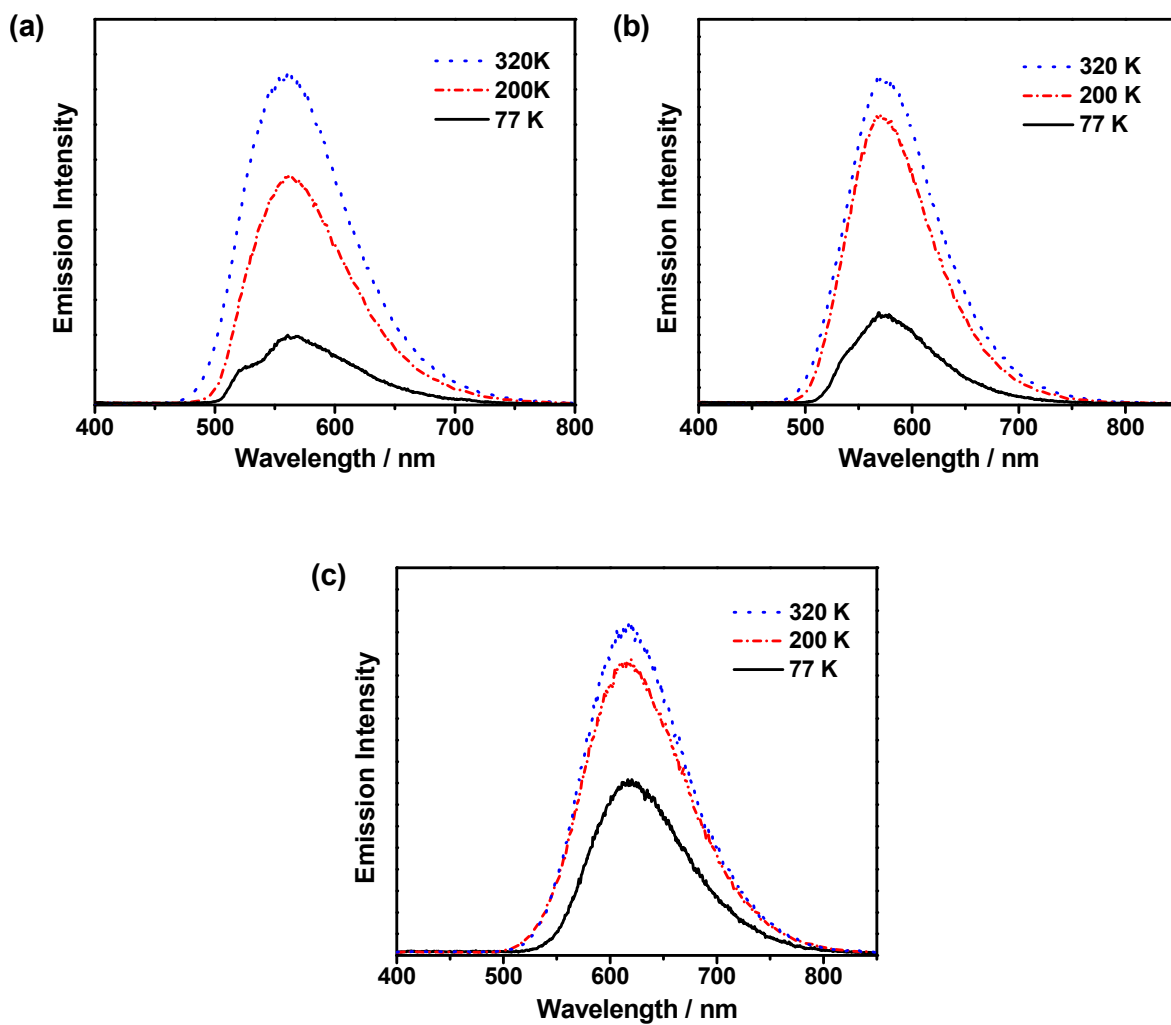 (a)
320K
200K
77 K
Emission Intensity
400 500 600 700 800
Wavelength / nm
(b)
320 K
200 K
77 K
Emission Intensity
400 500 600 700 800
Wavelength / nm
(c)
320 K
200 K
77 K
Emission Intensity
400 500 600 700 800
Wavelength / nm